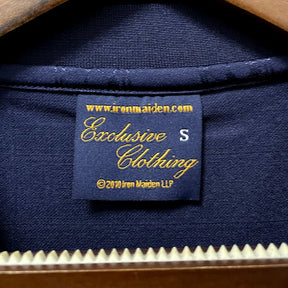 www.ironmaiden.com
Exclusive S
Clothing
©2010 Iron Maiden LLP